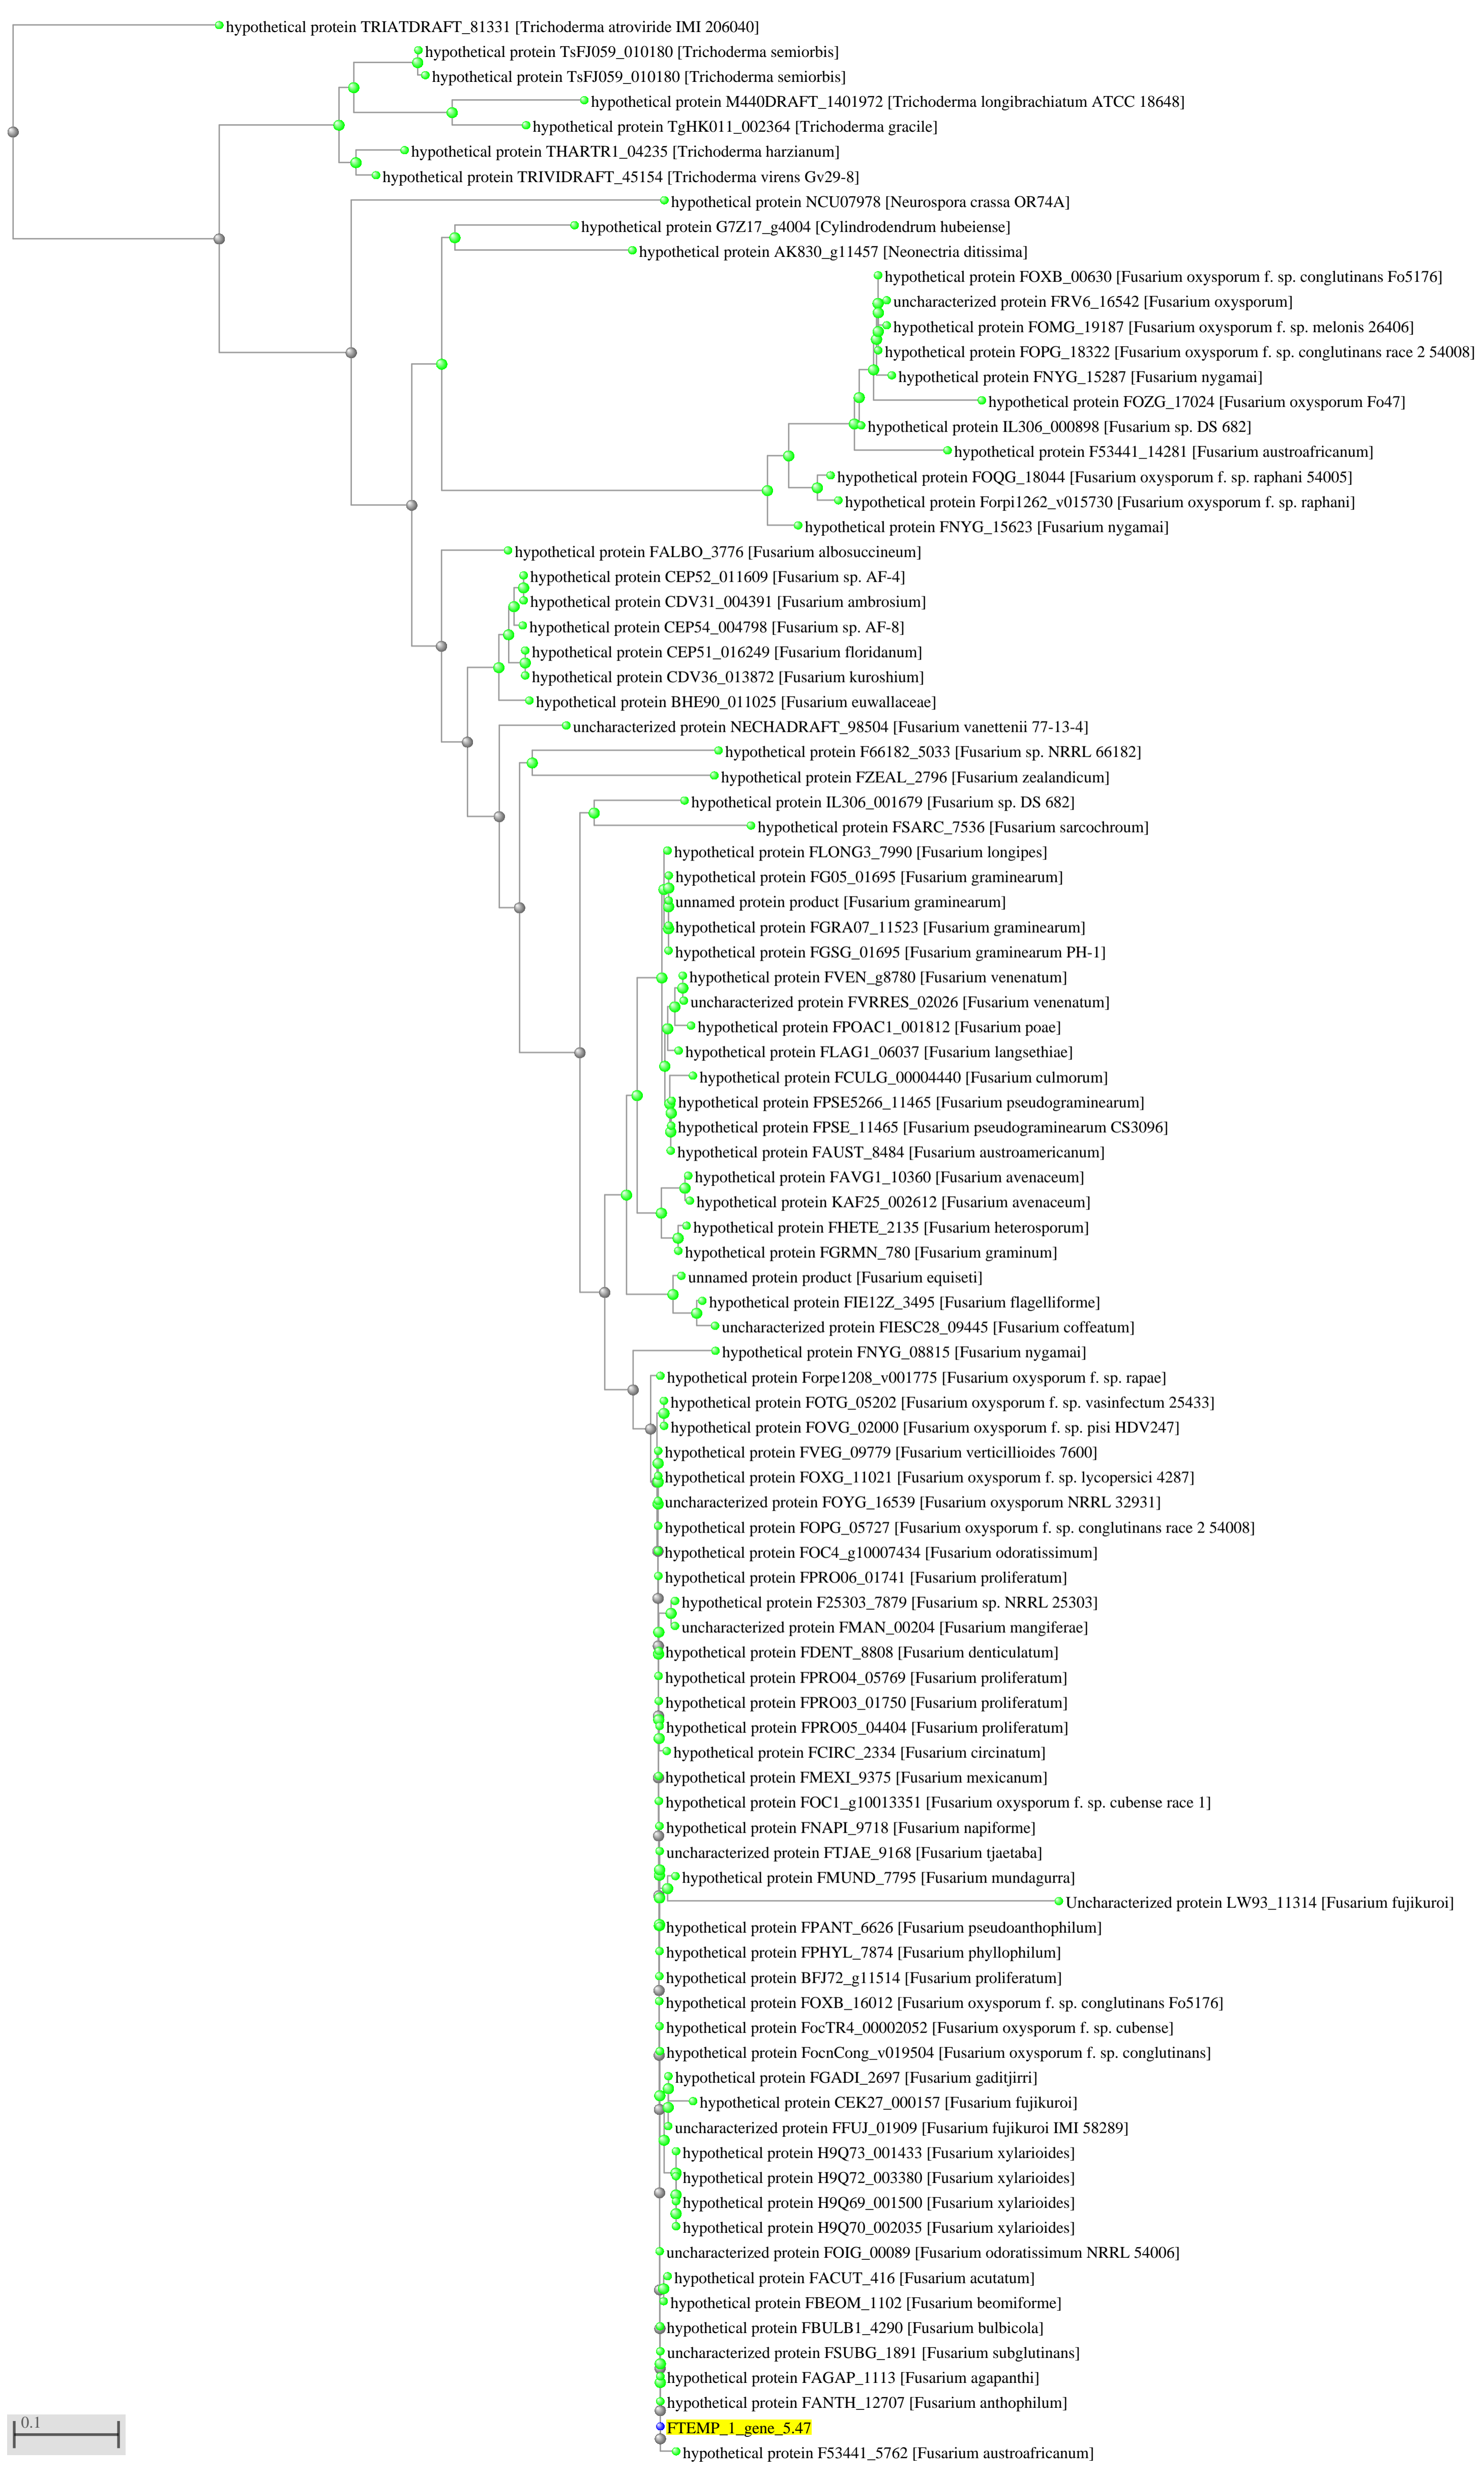 hypothetical protein TRIATDRAFT_81331 [Trichoderma atroviride IMI 206040]
hypothetical protein TsFJ059_010180 [Trichoderma semiorbis]
hypothetical protein TsFJ059_010180 [Trichoderma semiorbis]
hypothetical protein M440DRAFT_1401972 [Trichoderma longibrachiatum ATCC 18648]
hypothetical protein TgHK011_002364 [Trichoderma gracile]
hypothetical protein THARTR1_04235 [Trichoderma harzianum]
hypothetical protein TRIVIDRAFT_45154 [Trichoderma virens Gv29-8]
hypothetical protein NCU07978 [Neurospora crassa OR74A]
hypothetical protein G7Z17_g4004 [Cylindrodendrum hubeiense]
hypothetical protein AK830_g11457 [Neonectria ditissima]
hypothetical protein FOXB_00630 [Fusarium oxysporum f. sp. conglutinans Fo5176]
uncharacterized protein FRV6_16542 [Fusarium oxysporum]
hypothetical protein FOMG_19187 [Fusarium oxysporum f. sp. melonis 26406]
hypothetical protein FOPG_18322 [Fusarium oxysporum f. sp. conglutinans race 2 54008]
hypothetical protein FNYG_15287 [Fusarium nygamai]
hypothetical protein FOZG_17024 [Fusarium oxysporum Fo47]
hypothetical protein IL306_000898 [Fusarium sp. DS 682]
hypothetical protein F53441_14281 [Fusarium austroafricanum]
hypothetical protein FOQG_18044 [Fusarium oxysporum f. sp. raphani 54005]
hypothetical protein Forpi1262_v015730 [Fusarium oxysporum f. sp. raphani]
hypothetical protein FNYG_15623 [Fusarium nygamai]
hypothetical protein FALBO_3776 [Fusarium albosuccineum]
hypothetical protein CEP52_011609 [Fusarium sp. AF-4]
hypothetical protein CDV31_004391 [Fusarium ambrosium]
hypothetical protein CEP54_004798 [Fusarium sp. AF-8]
hypothetical protein CEP51_016249 [Fusarium floridanum]
hypothetical protein CDV36_013872 [Fusarium kuroshium]
hypothetical protein BHE90_011025 [Fusarium euwallaceae]
uncharacterized protein NECHADRAFT_98504 [Fusarium vanettenii 77-13-4]
hypothetical protein F66182_5033 [Fusarium sp. NRRL 66182]
hypothetical protein FZEAL_2796 [Fusarium zealandicum]
hypothetical protein IL306_001679 [Fusarium sp. DS 682]
hypothetical protein FSARC_7536 [Fusarium sarcochroum]
hypothetical protein FLONG3_7990 [Fusarium longipes]
hypothetical protein FG05_01695 [Fusarium graminearum]
unnamed protein product [Fusarium graminearum]
hypothetical protein FGRA07_11523 [Fusarium graminearum]
hypothetical protein FGSG_01695 [Fusarium graminearum PH-1]
hypothetical protein FVEN_g8780 [Fusarium venenatum]
uncharacterized protein FVRRES_02026 [Fusarium venenatum]
hypothetical protein FPOAC1_001812 [Fusarium poae]
hypothetical protein FLAG1_06037 [Fusarium langsethiae]
hypothetical protein FCULG_00004440 [Fusarium culmorum]
hypothetical protein FPSE5266_11465 [Fusarium pseudograminearum]
hypothetical protein FPSE_11465 [Fusarium pseudograminearum CS3096]
hypothetical protein FAUST_8484 [Fusarium austroamericanum]
hypothetical protein FAVG1_10360 [Fusarium avenaceum]
hypothetical protein KAF25_002612 [Fusarium avenaceum]
hypothetical protein FHETE_2135 [Fusarium heterosporum]
hypothetical protein FGRMN_780 [Fusarium graminum]
unnamed protein product [Fusarium equiseti]
hypothetical protein FIE12Z_3495 [Fusarium flagelliforme]
uncharacterized protein FIESC28_09445 [Fusarium coffeatum]
hypothetical protein FNYG_08815 [Fusarium nygamai]
hypothetical protein Forpe1208_v001775 [Fusarium oxysporum f. sp. rapae]
hypothetical protein FOTG_05202 [Fusarium oxysporum f. sp. vasinfectum 25433]
hypothetical protein FOVG_02000 [Fusarium oxysporum f. sp. pisi HDV247]
hypothetical protein FVEG_09779 [Fusarium verticillioides 7600]
hypothetical protein FOXG_11021 [Fusarium oxysporum f. sp. lycopersici 4287]
uncharacterized protein FOYG_16539 [Fusarium oxysporum NRRL 32931]
hypothetical protein FOPG_05727 [Fusarium oxysporum f. sp. conglutinans race 2 54008]
hypothetical protein FOC4_g10007434 [Fusarium odoratissimum]
hypothetical protein FPRO06_01741 [Fusarium proliferatum]
hypothetical protein F25303_7879 [Fusarium sp. NRRL 25303]
uncharacterized protein FMAN_00204 [Fusarium mangiferae]
hypothetical protein FDENT_8808 [Fusarium denticulatum]
hypothetical protein FPRO04_05769 [Fusarium proliferatum]
hypothetical protein FPRO03_01750 [Fusarium proliferatum]
hypothetical protein FPRO05_04404 [Fusarium proliferatum]
hypothetical protein FCIRC_2334 [Fusarium circinatum]
hypothetical protein FMEXI_9375 [Fusarium mexicanum]
hypothetical protein FOC1_g10013351 [Fusarium oxysporum f. sp. cubense race 1]
hypothetical protein FNAPI_9718 [Fusarium napiforme]
uncharacterized protein FTJAE_9168 [Fusarium tjaetaba]
hypothetical protein FMUND_7795 [Fusarium mundagurra]
Uncharacterized protein LW93_11314 [Fusarium fujikuroi]
hypothetical protein FPANT_6626 [Fusarium pseudoanthophilum]
hypothetical protein FPHYL_7874 [Fusarium phyllophilum]
hypothetical protein BFJ72_g11514 [Fusarium proliferatum]
hypothetical protein FOXB_16012 [Fusarium oxysporum f. sp. conglutinans Fo5176]
hypothetical protein FocTR4_00002052 [Fusarium oxysporum f. sp. cubense]
hypothetical protein FocnCong_v019504 [Fusarium oxysporum f. sp. conglutinans]
hypothetical protein FGADI_2697 [Fusarium gaditjirri]
hypothetical protein CEK27_000157 [Fusarium fujikuroi]
uncharacterized protein FFUJ_01909 [Fusarium fujikuroi IMI 58289]
hypothetical protein H9Q73_001433 [Fusarium xylarioides]
hypothetical protein H9Q72_003380 [Fusarium xylarioides]
hypothetical protein H9Q69_001500 [Fusarium xylarioides]
hypothetical protein H9Q70_002035 [Fusarium xylarioides]
uncharacterized protein FOIG_00089 [Fusarium odoratissimum NRRL 54006]
hypothetical protein FACUT_416 [Fusarium acutatum]
hypothetical protein FBEOM_1102 [Fusarium beomiforme]
hypothetical protein FBULB1_4290 [Fusarium bulbicola]
uncharacterized protein FSUBG_1891 [Fusarium subglutinans]
hypothetical protein FAGAP_1113 [Fusarium agapanthi]
hypothetical protein FANTH_12707 [Fusarium anthophilum]
FTEMP_1_gene_5.47
hypothetical protein F53441_5762 [Fusarium austroafricanum]
0.1